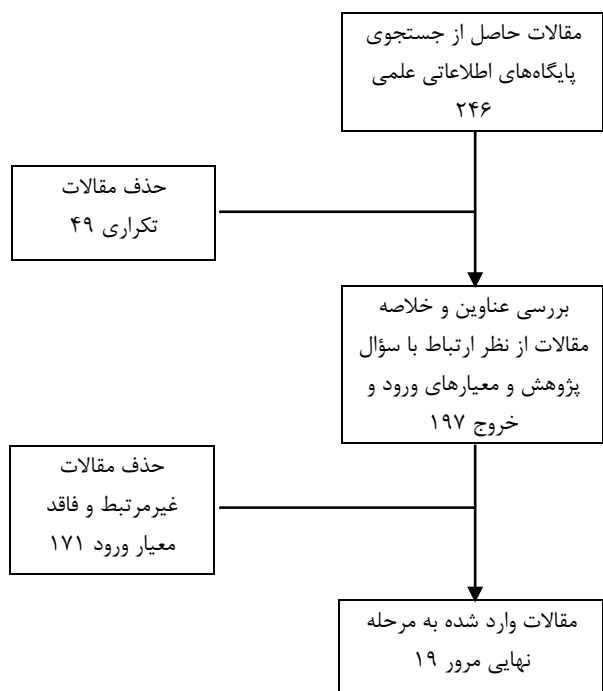 مقالات حاصل از جستجوی
پایگاه‌های اطلاعاتی علمی
۲۴۶
حذف مقالات
تکراری ۴۹
بررسی عناوین و خلاصه
مقالات از نظر ارتباط با سؤال
پژوهش و معیارهای ورود و
خروج ۱۹۷
حذف مقالات
غیرمرتبط و فاقد
معیار ورود ۱۷۱
مقالات وارد شده به مرحله
نهایی مرور ۱۹